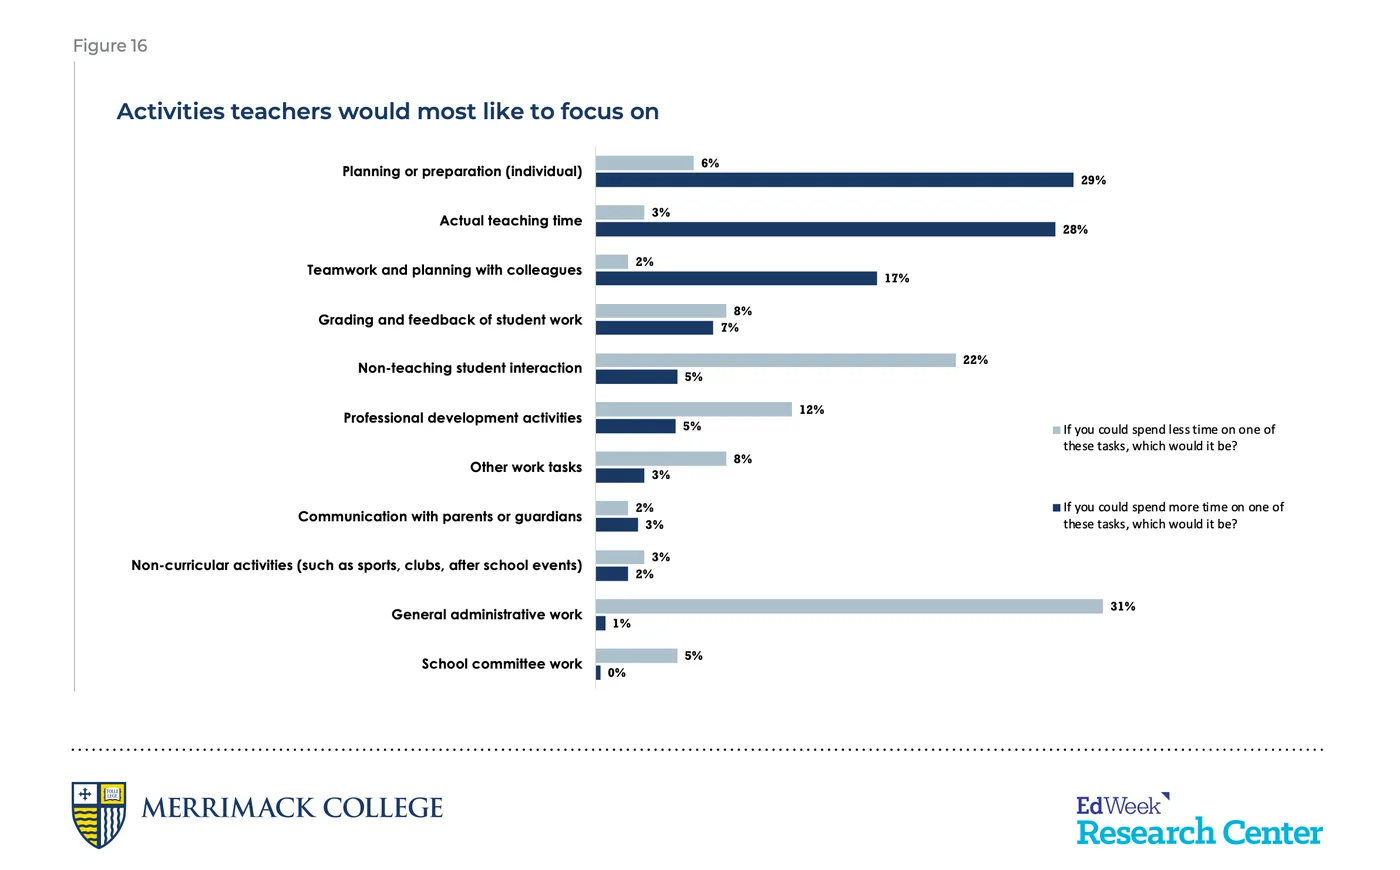 Figure 16
Activities teachers would most like to focus on
Planning or preparation (individual)
6%
29%
Actual teaching time
3%
28%
Teamwork and planning with colleagues
2%
17%
Grading and feedback of student work
8%
7%
Non-teaching student interaction
22%
5%
Professional development activities
12%
5%
Other work tasks
8%
3%
Communication with parents or guardians
2%
3%
Non-curricular activities (such as sports, clubs, after school events)
3%
2%
General administrative work
31%
1%
School committee work
5%
0%
If you could spend less time on one of
these tasks, which would it be?
If you could spend more time on one of
these tasks, which would it be?
TOLLE
LEGE
MERRIMACK COLLEGE
EdWeek
Research Center